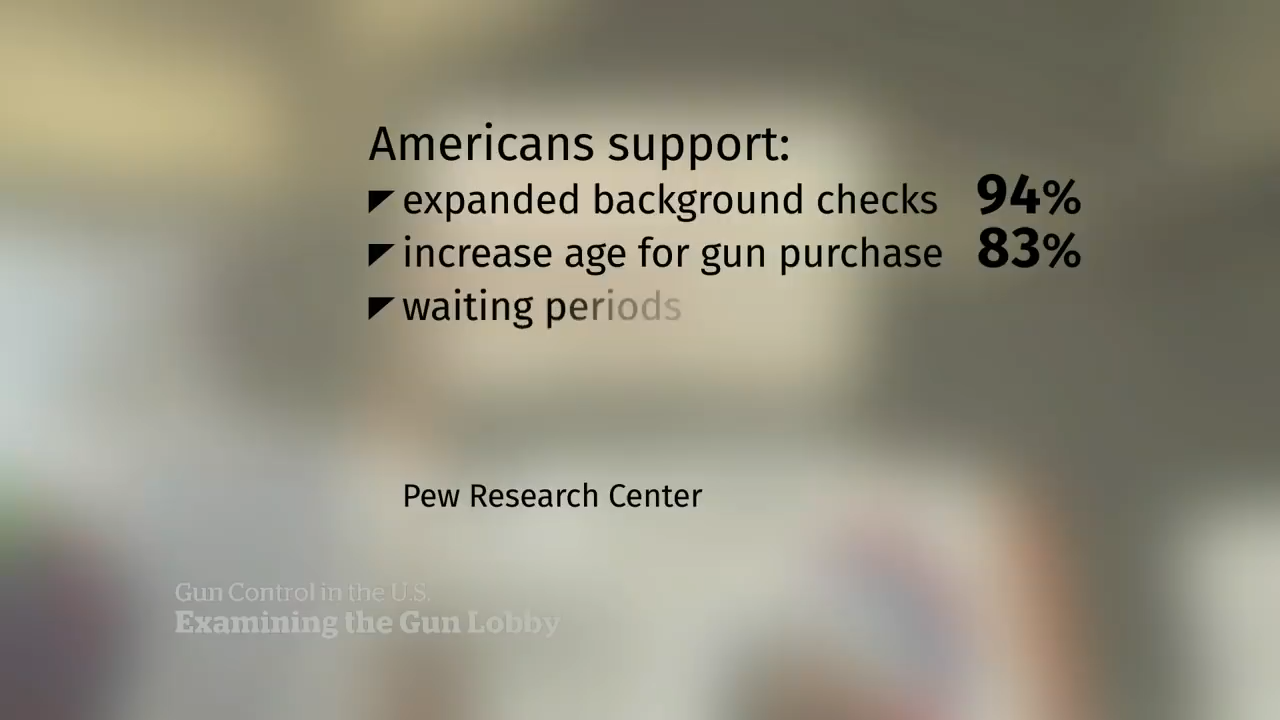 Americans support:
expanded background checks 94%
increase age for gun purchase 83%
waiting periods
Pew Research Center
Gun Control in the U.S.
Examining the Gun Lobby